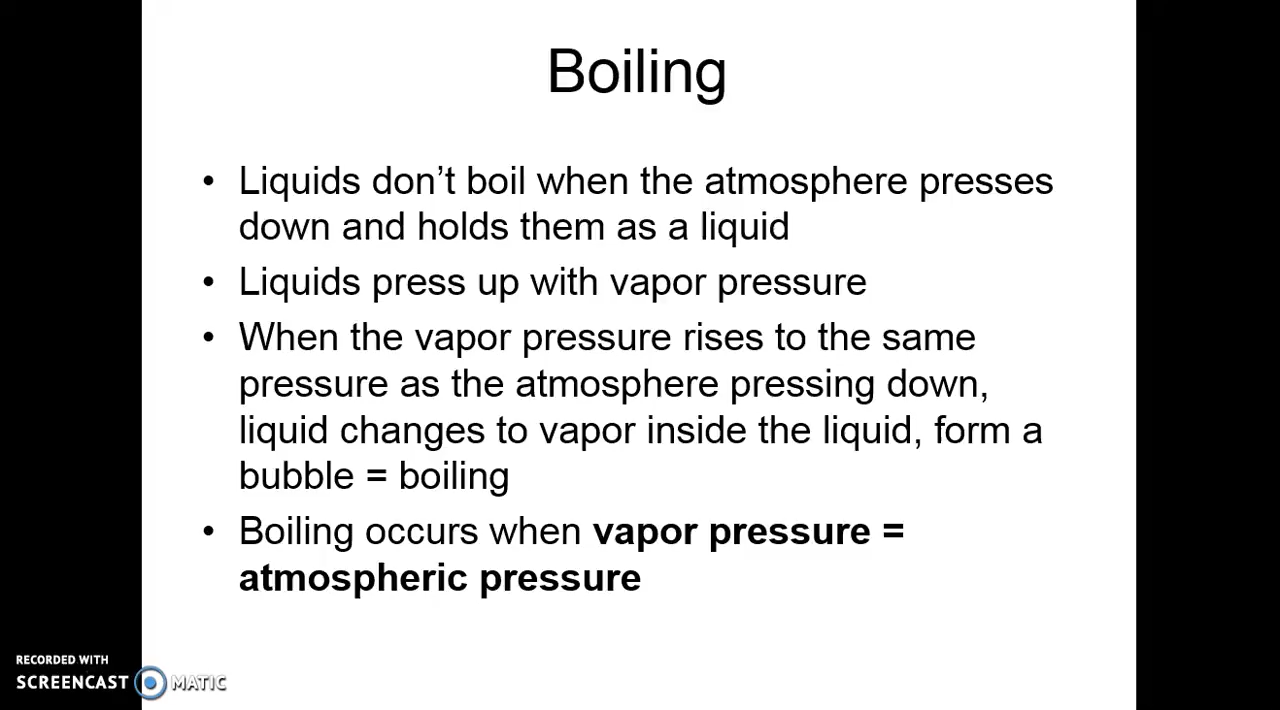 Boiling
• Liquids don’t boil when the atmosphere presses
down and holds them as a liquid
• Liquids press up with vapor pressure
• When the vapor pressure rises to the same
pressure as the atmosphere pressing down,
liquid changes to vapor inside the liquid, form a
bubble = boiling
• Boiling occurs when vapor pressure =
atmospheric pressure
RECORDED WITH
SCREENCAST MATIC